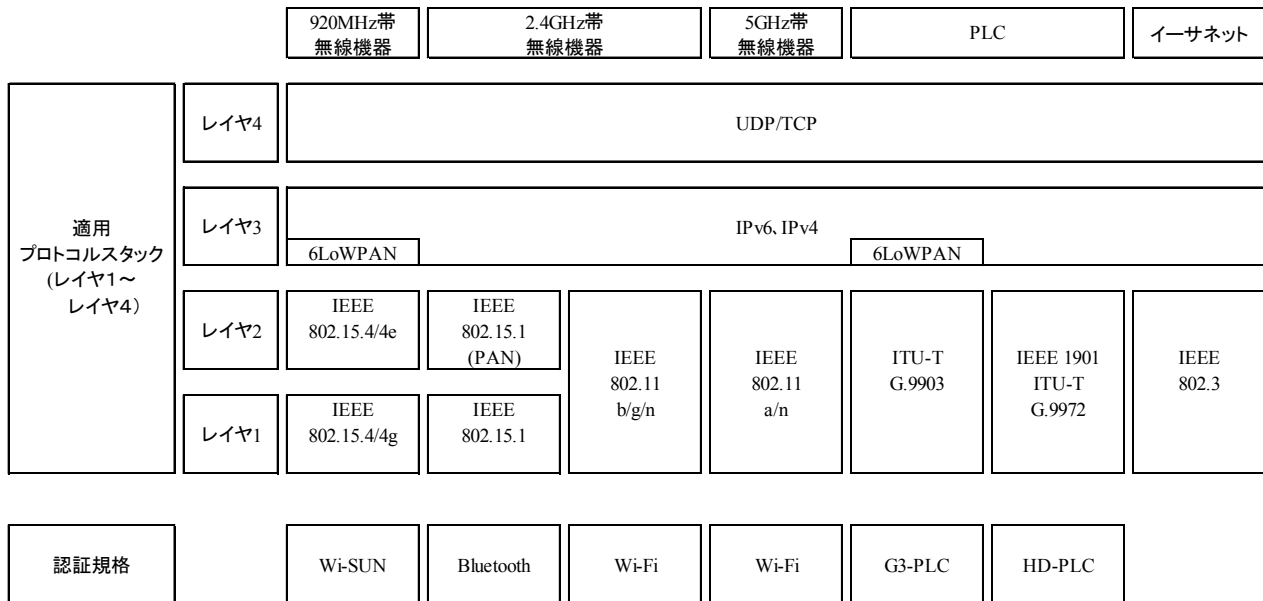 920MHz帯
無線機器
2.4GHz帯
無線機器
5GHz帯
無線機器
PLC
イーサネット
適用
プロトコルスタック
(レイヤ1～
レイヤ4)
レイヤ4
UDP/TCP
レイヤ3
IPv6、IPv4
6LoWPAN
6LoWPAN
レイヤ2
IEEE
802.15.4/4e
IEEE
802.15.1
(PAN)
IEEE
802.11
b/g/n
IEEE
802.11
a/n
ITU-T
G.9903
IEEE 1901
ITU-T
G.9972
IEEE
802.3
レイヤ1
IEEE
802.15.4/4g
IEEE
802.15.1
認証規格
Wi-SUN
Bluetooth
Wi-Fi
Wi-Fi
G3-PLC
HD-PLC